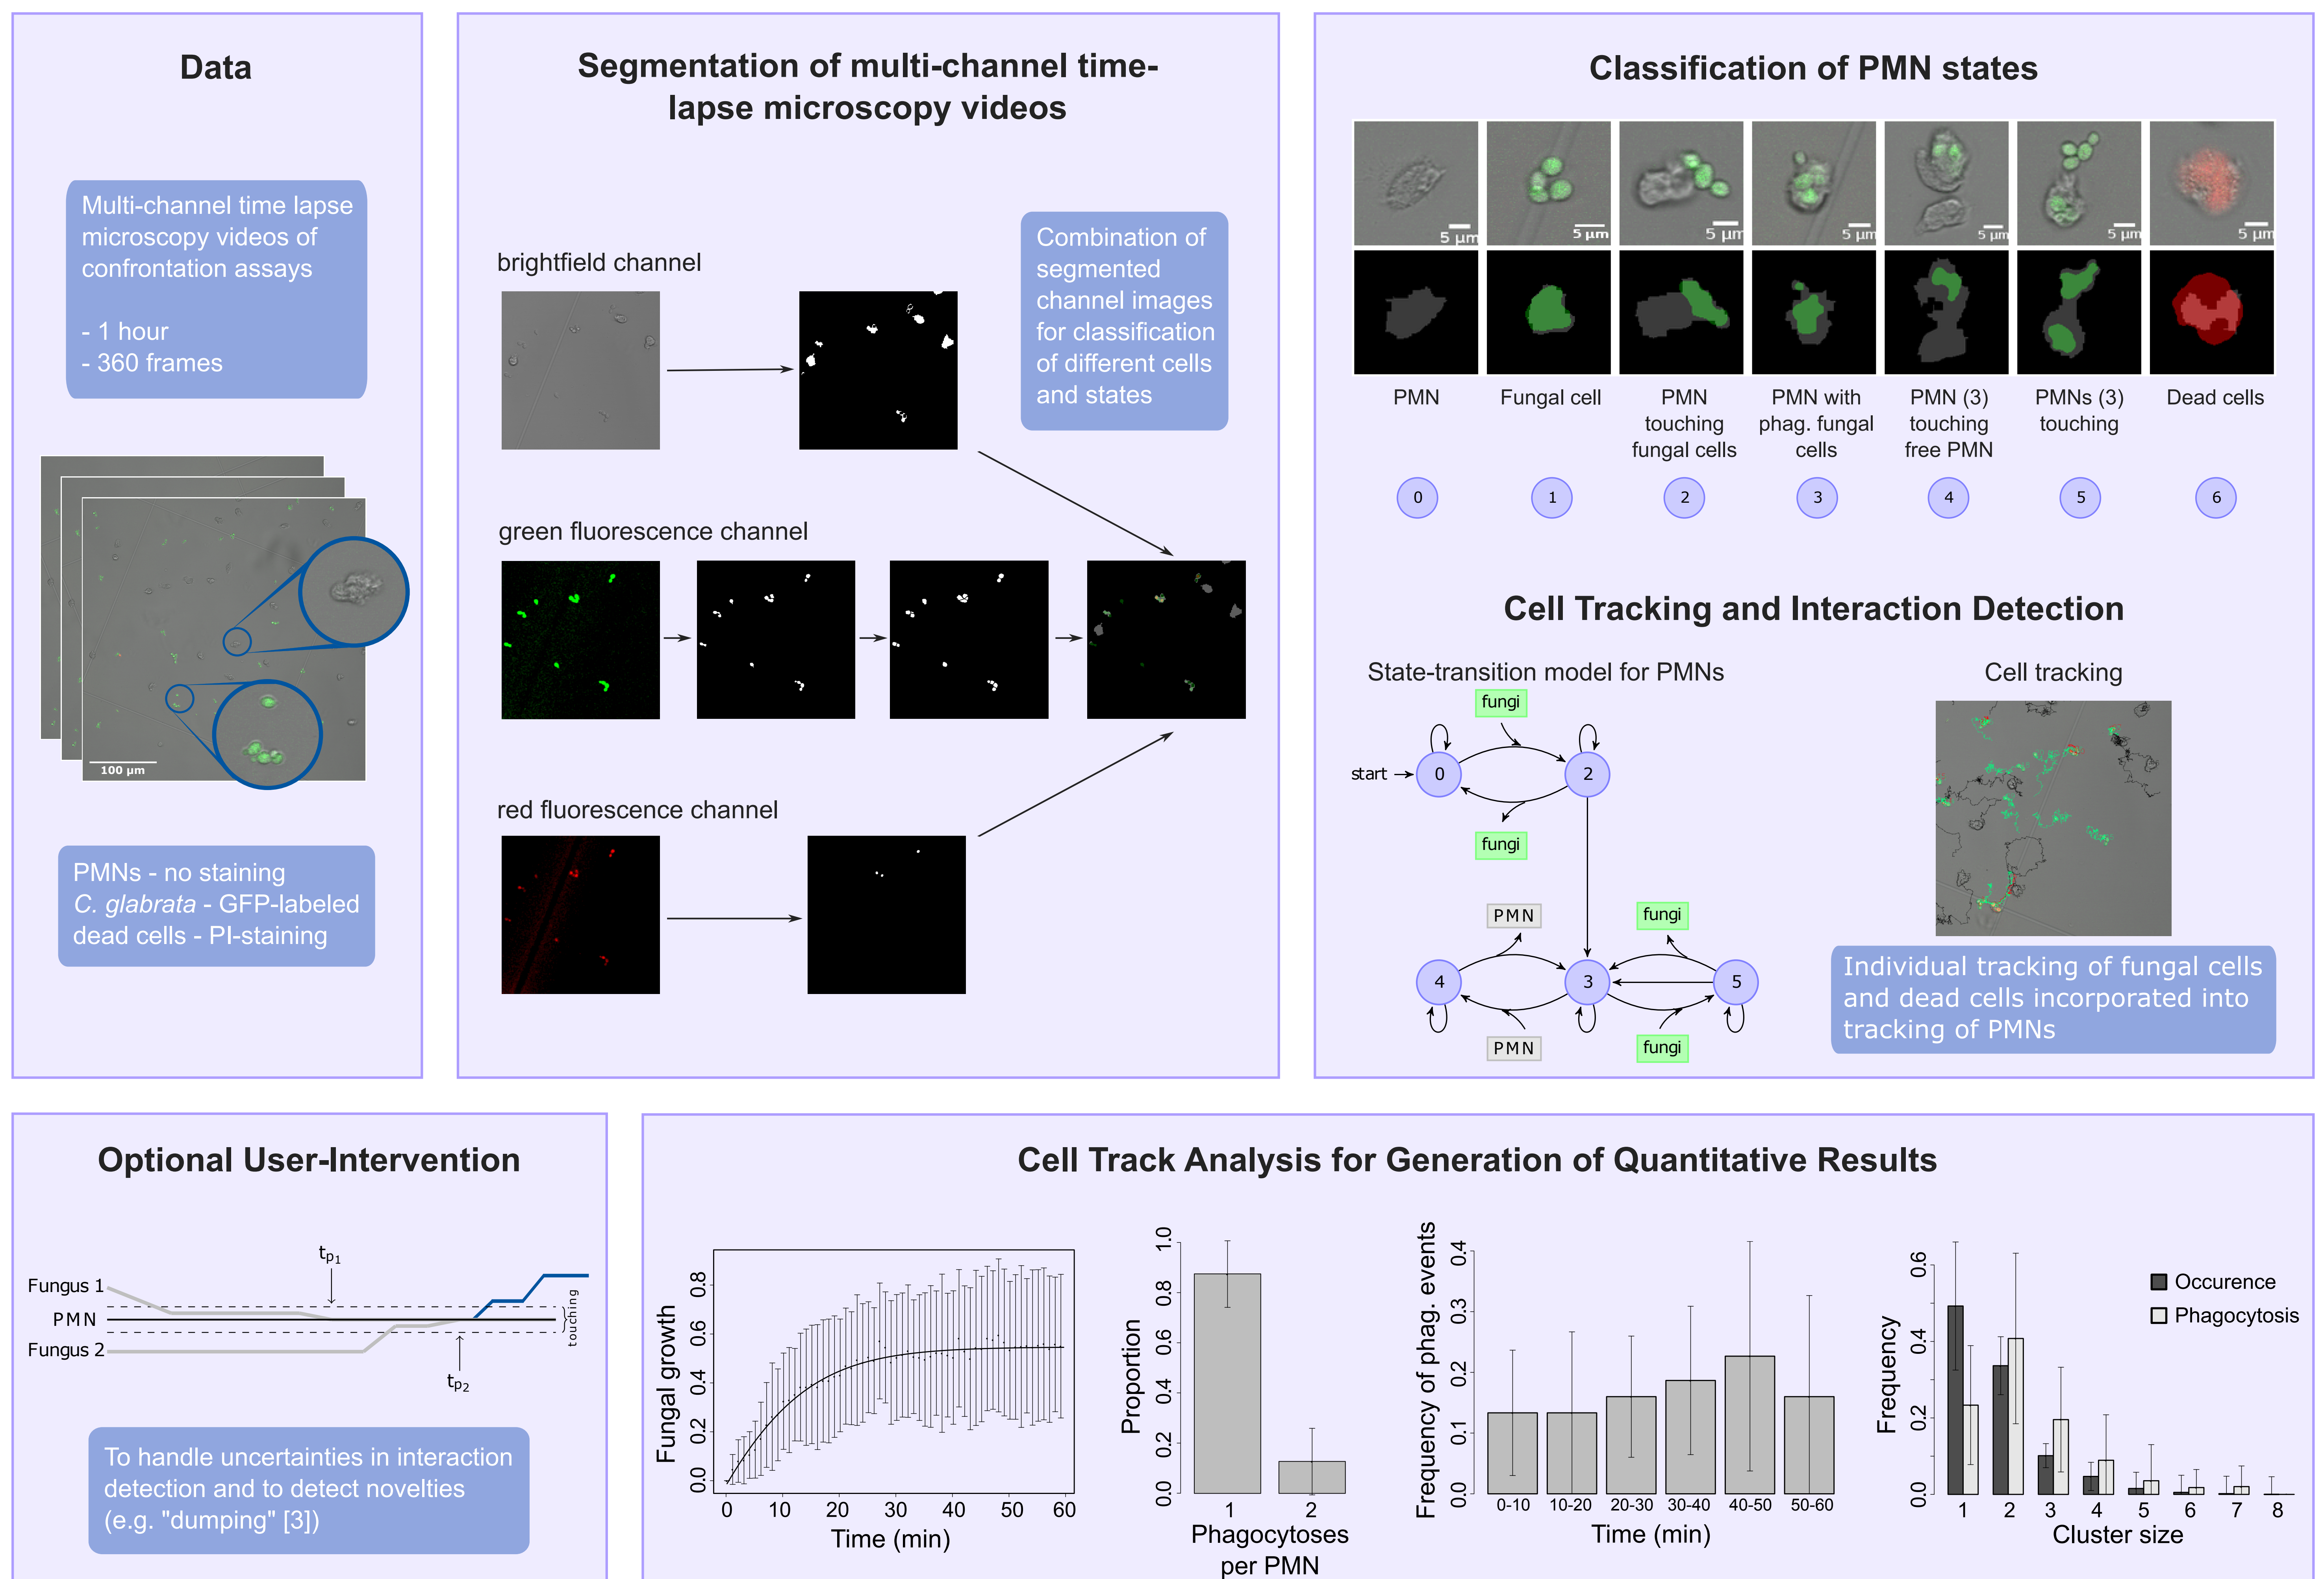 Data
Multi-channel time lapse
microscopy videos of
confrontation assays
- 1 hour
- 360 frames
100 µm
PMNs - no staining
C. glabrata - GFP-labeled
dead cells - PI-staining
Segmentation of multi-channel time-
lapse microscopy videos
brightfield channel
Combination of
segmented
channel images
for classification
of different cells
and states
green fluorescence channel
red fluorescence channel
Classification of PMN states
5 µm
5 µm
5 µm
5 µm
5 µm
5 µm
5 µm
PMN
Fungal cell
PMN
touching
fungal cells
PMN with
phag. fungal
cells
PMN (3)
touching
free PMN
PMNs (3)
touching
Dead cells
0 1 2 3 4 5 6
Cell Tracking and Interaction Detection
State-transition model for PMNs
fungi
start
0
2
fungi
PMN
fungi
4
3
5
PMN
fungi
Cell tracking
Individual tracking of fungal cells
and dead cells incorporated into
tracking of PMNs
Optional User-Intervention
tp1
Fungus 1
PMN
Fungus 2
touching
tp2
To handle uncertainties in interaction
detection and to detect novelties
(e.g. "dumping" [3])
Cell Track Analysis for Generation of Quantitative Results
Fungal growth
0.0 0.2 0.4 0.6 0.8
0 10 20 30 40 50 60
Time (min)
Proportion
0.0 0.2 0.4 0.6 0.8 1.0
1 2
Phagocytoses
per PMN
Frequency of phag. events
0.0 0.1 0.2 0.3 0.4
0-10 10-20 20-30 30-40 40-50 50-60
Time (min)
Frequency
0.0 0.2 0.4 0.6
Occurence
Phagocytosis
1 2 3 4 5 6 7 8
Cluster size